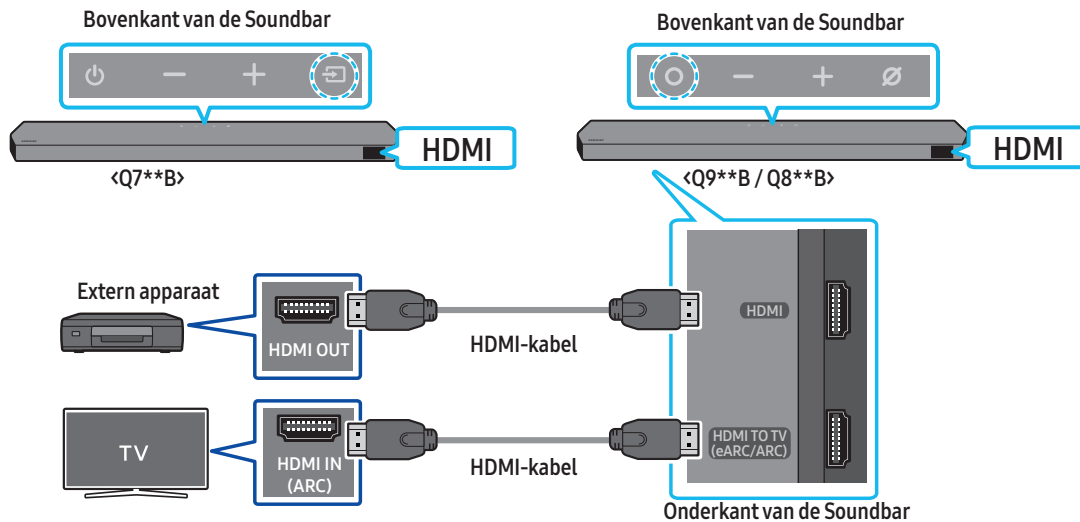 Bovenkant van de Soundbar
Bovenkant van de Soundbar
HDMI
HDMI
<Q7**B>
<Q9**B / Q8**B>
Extern apparaat
HDMI OUT
HDMI-kabel
HDMI
TV
HDMI IN
(ARC)
HDMI-kabel
HDMI TO TV
(eARC/ARC)
Onderkant van de Soundbar